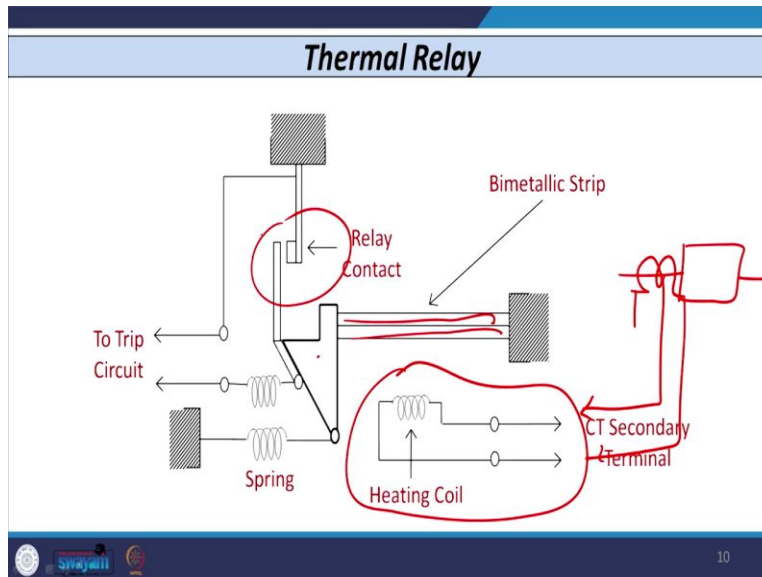 Thermal Relay
Bimetallic Strip
Relay
Contact
To Trip
Circuit
CT Secondary
Terminal
Spring
Heating Coil
swayam
10